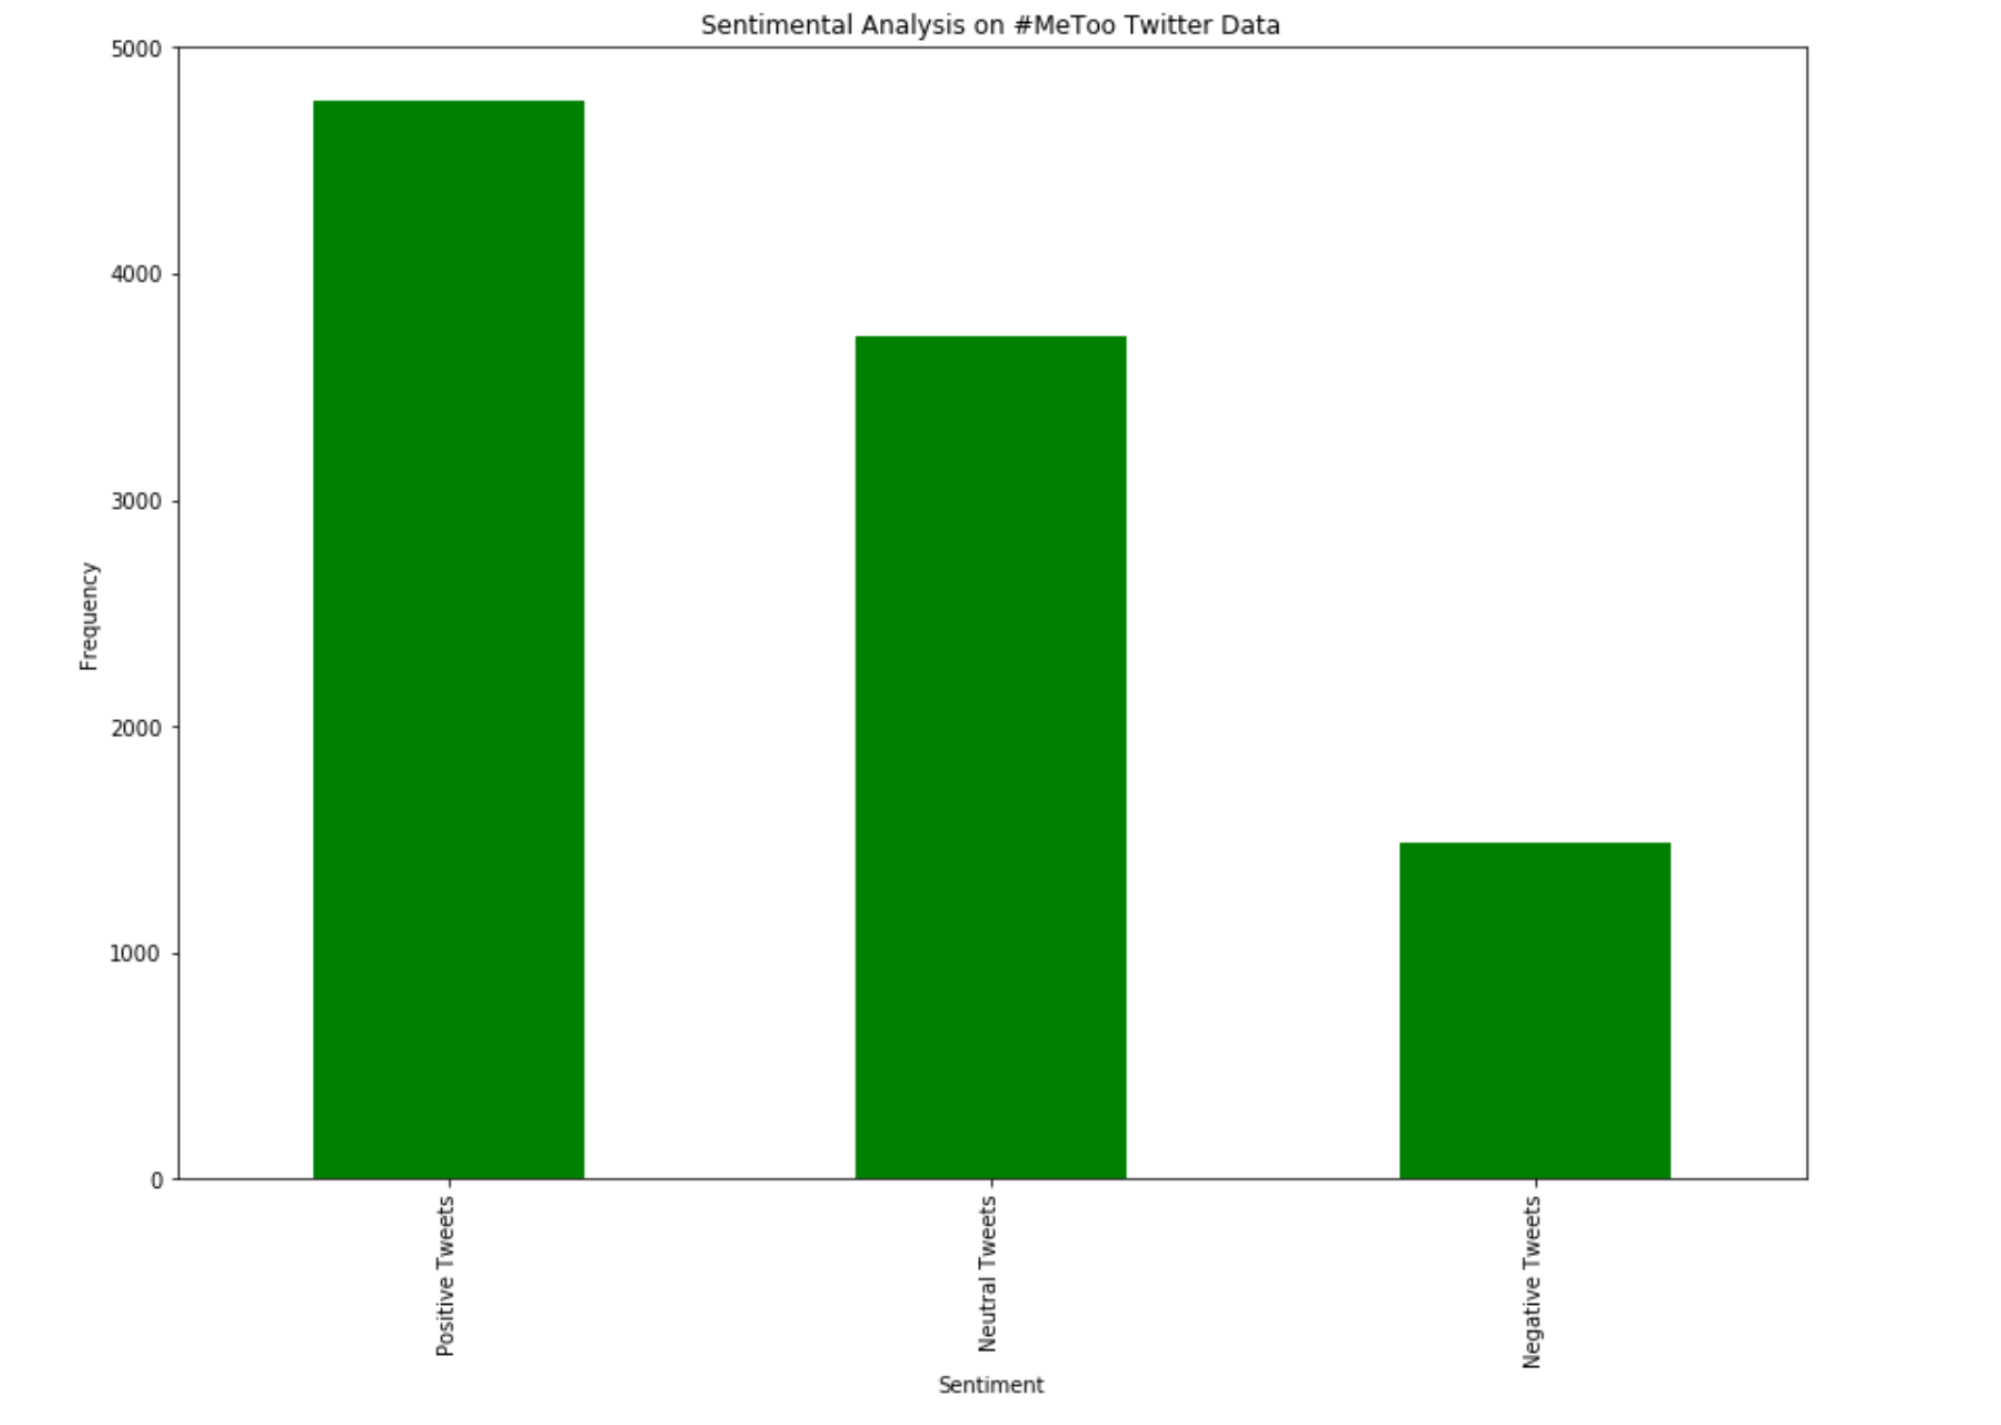 Sentimental Analysis on #MeToo Twitter Data
5000
4000
3000
2000
1000
0
Frequency
Positive Tweets
Neutral Tweets
Negative Tweets
Sentiment